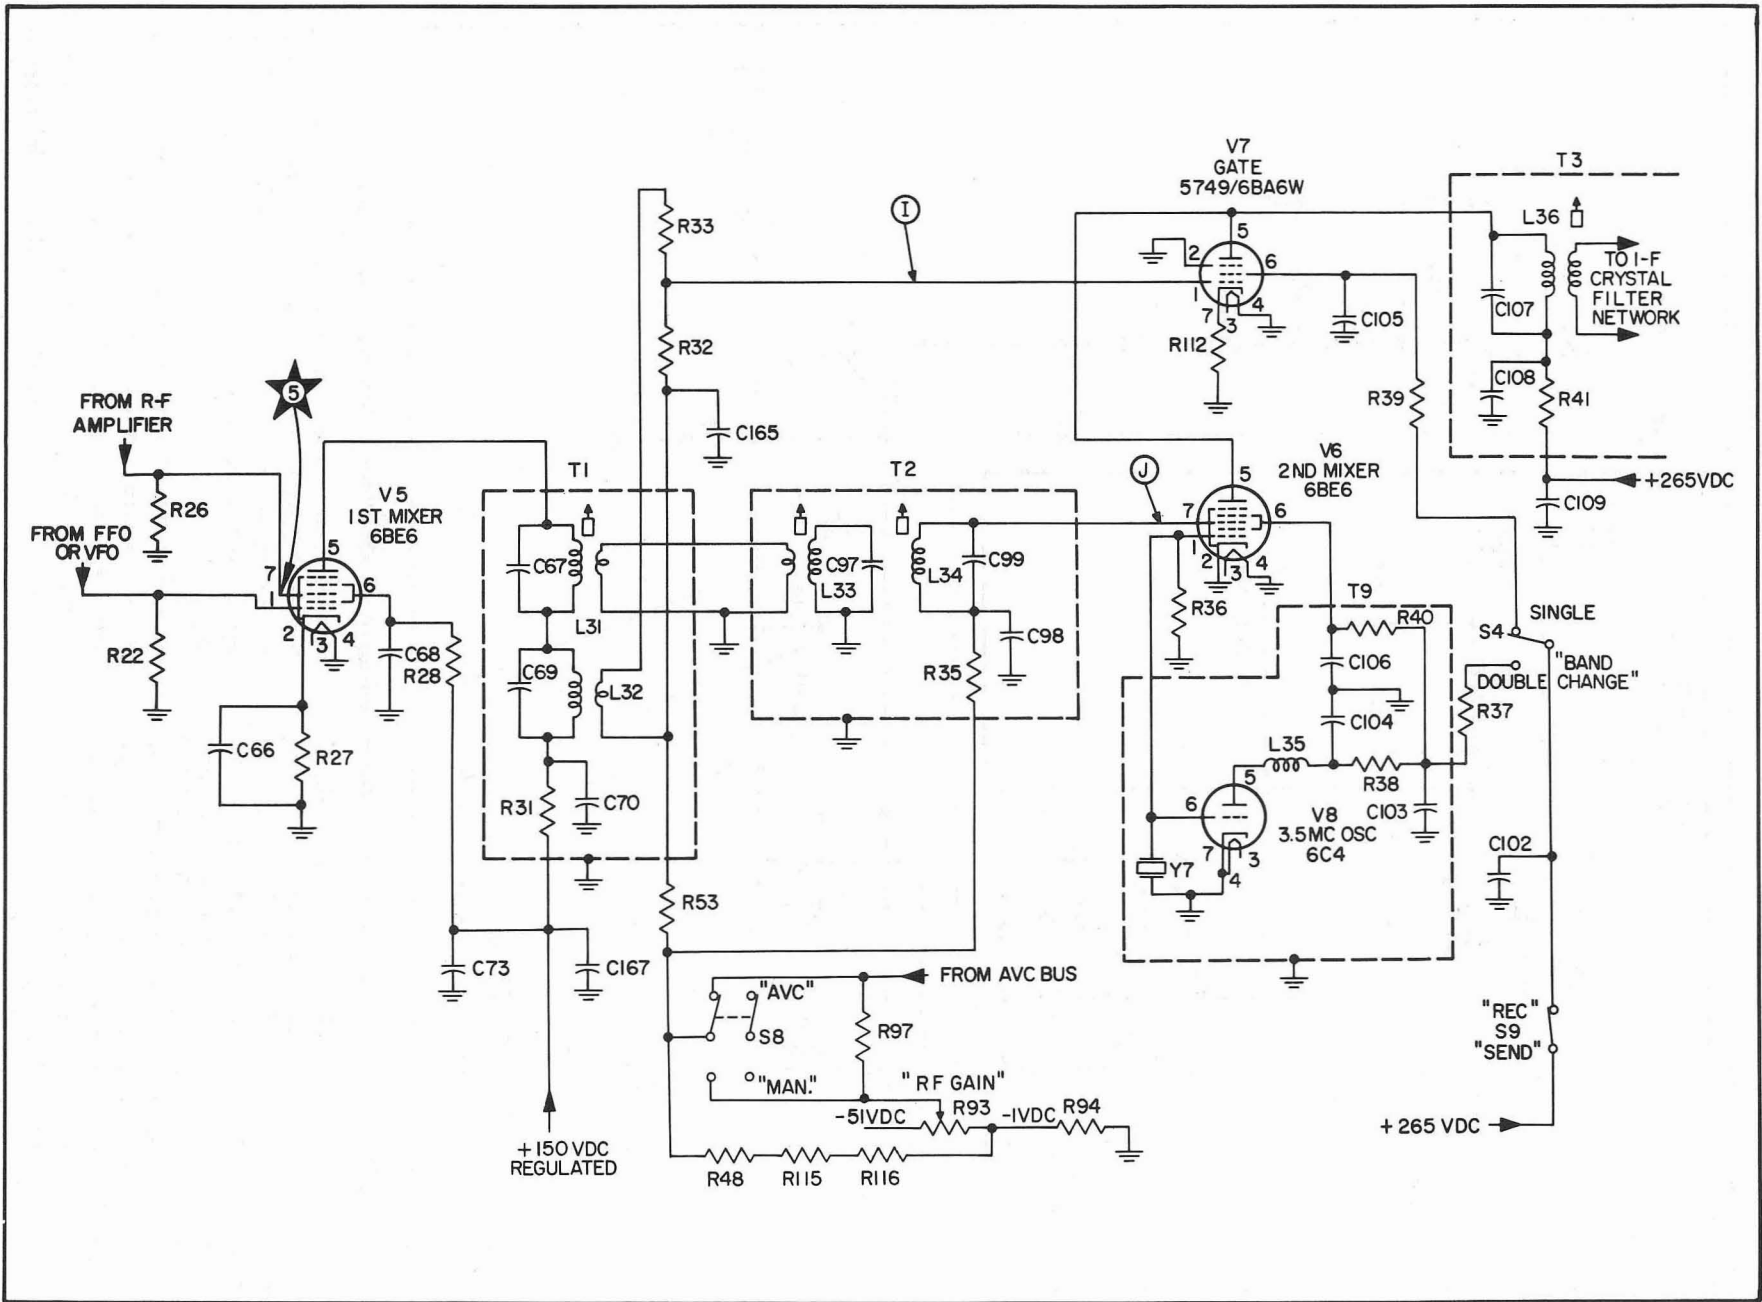 V7
GATE
5749/6BA6W
T3
L36
5
2
6
1
7
3
4
R33
I
TO I-F
CRYSTAL
FILTER
NETWORK
C107
C105
R112
R32
C108
R39
R41
5
FROM R-F
AMPLIFIER
C165
V6
2ND MIXER
6BE6
T1
T2
J
5
+265VDC
C109
V5
1ST MIXER
6BE6
R26
FROM FFO
OR VFO
5
7
1
6
2
3
4
C67
C97
L33
L34
C99
7
1
2
3
4
6
R36
T9
L31
R22
C68
R28
C69
L32
R35
C98
R40
S4
SINGLE
C106
"BAND
DOUBLE CHANGE"
R37
C104
C66
R27
L35
R38
5
R31
C70
6
V8
3.5MC OSC
6C4
C103
7
3
4
Y7
C102
R53
C73
C167
FROM AVC BUS
"AVC"
S8
R97
"REC"
S9
"SEND"
"MAN."
"RF GAIN"
-51VDC
R93
-1VDC
R94
+265 VDC
+150 VDC
REGULATED
R48
R115
R116